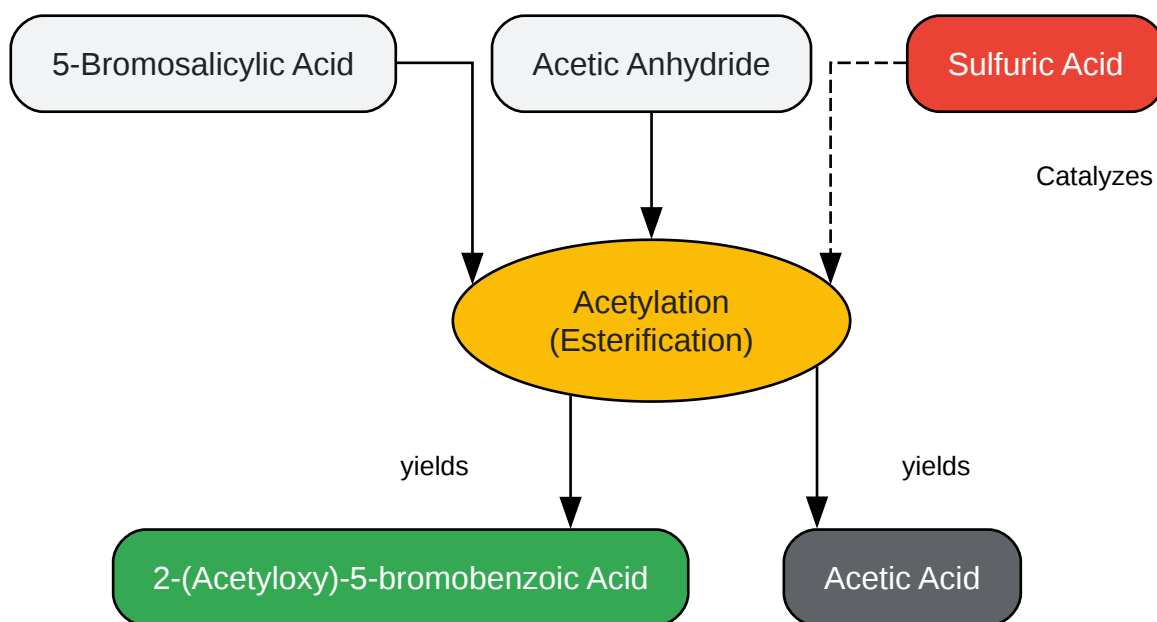 5-Bromosalicylic Acid
Acetic Anhydride
Sulfuric Acid
Catalyzes
Acetylation
(Esterification)
yields
yields
2-(Acetyloxy)-5-bromobenzoic Acid
Acetic Acid